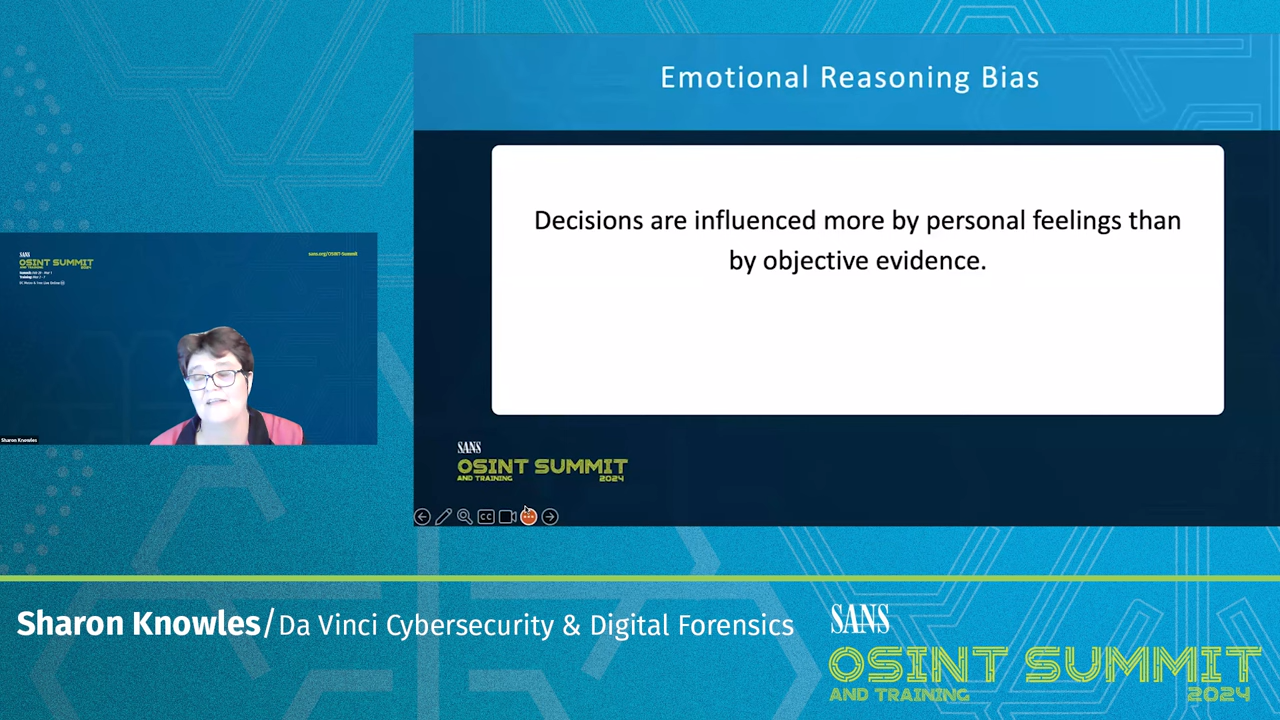 Emotional Reasoning Bias
Decisions are influenced more by personal feelings than
by objective evidence.
SANS
OSINT SUMMIT
AND TRAINING 2024
CC
SANS
OSINT SUMMIT
sans.org/OSINT-Summit
Sharon Knowles
Sharon Knowles/Da Vinci Cybersecurity & Digital Forensics
SANS
OSINT SUMMIT
AND TRAINING 2024